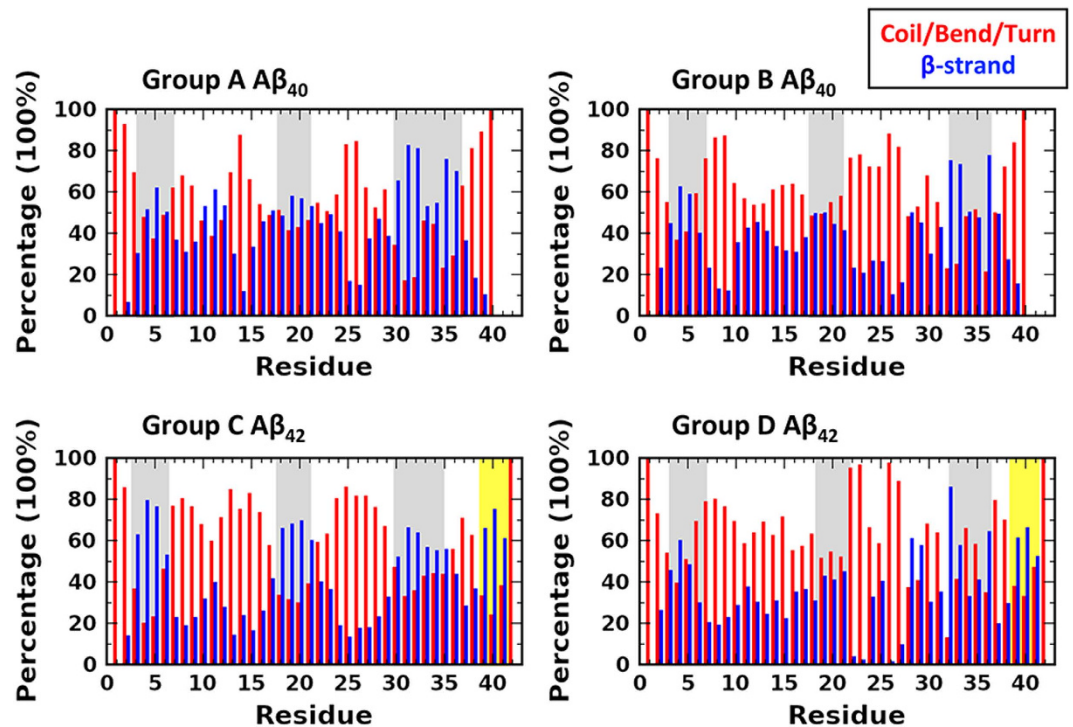 Coil/Bend/Turn
β-strand
Group A Aβ₄₀
Percentage (100%)
100
80
60
40
20
0
0 5 10 15 20 25 30 35 40
Residue
Group B Aβ₄₀
Percentage (100%)
100
80
60
40
20
0
0 5 10 15 20 25 30 35 40
Residue
Group C Aβ₄₂
Percentage (100%)
100
80
60
40
20
0
0 5 10 15 20 25 30 35 40
Residue
Group D Aβ₄₂
Percentage (100%)
100
80
60
40
20
0
0 5 10 15 20 25 30 35 40
Residue